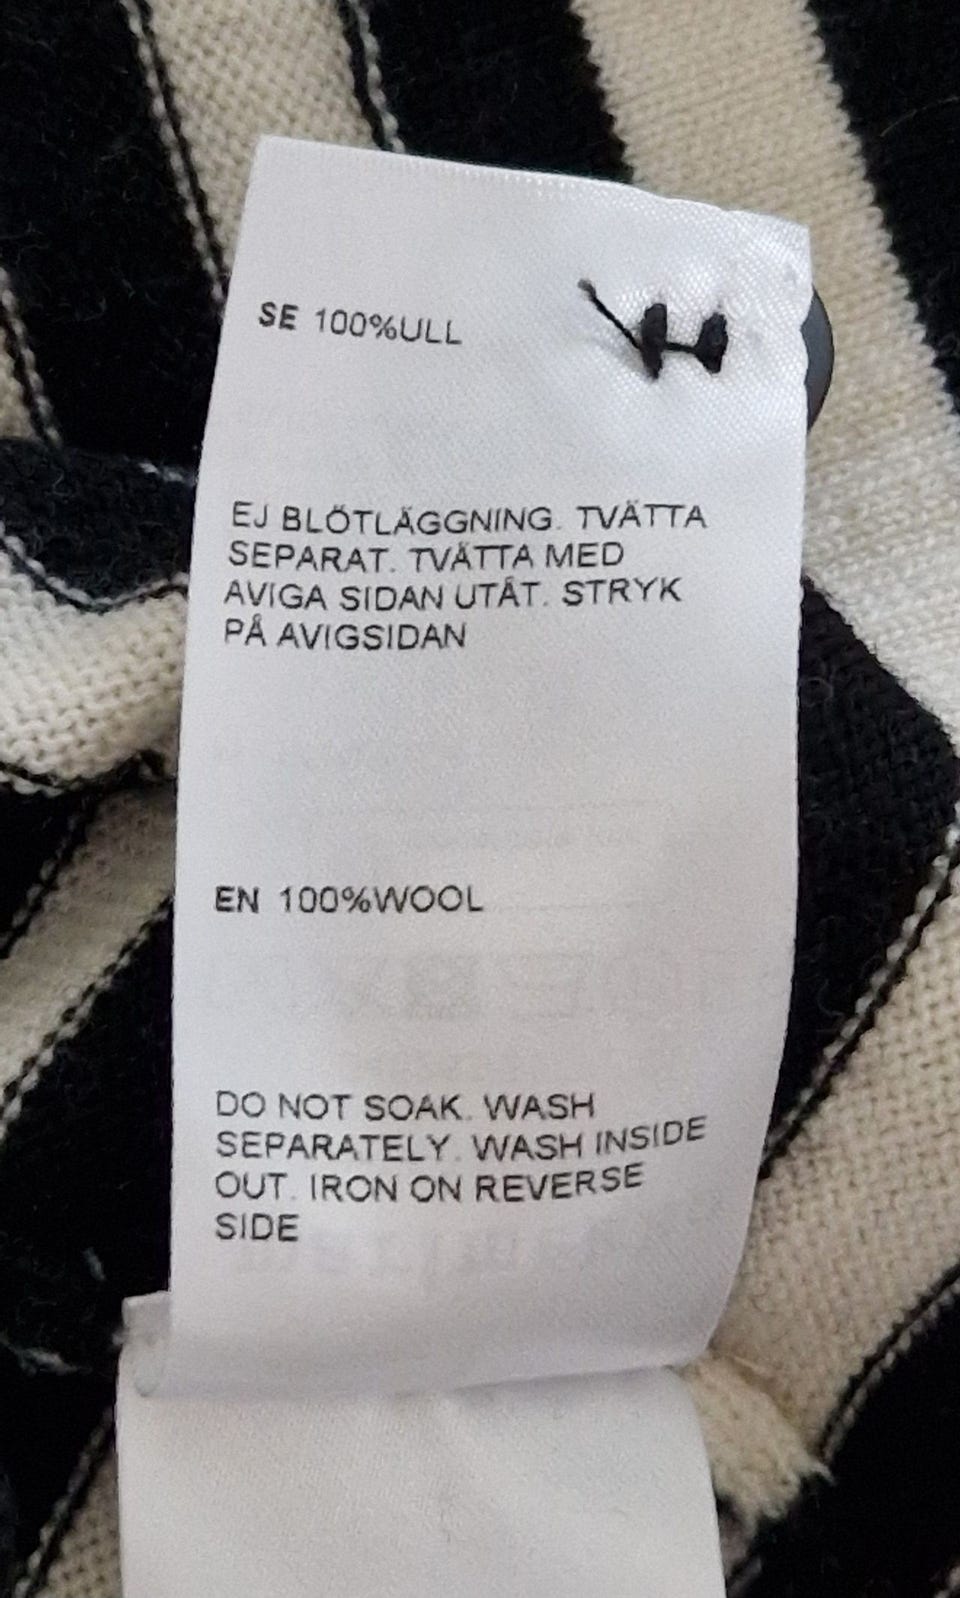 SE 100%ULL
EJ BLÖTLÄGGNING. TVÄTTA
SEPARAT. TVÄTTA MED
AVIGA SIDAN UTÅT. STRYK
PÅ AVIGSIDAN
EN 100%WOOL
DO NOT SOAK. WASH
SEPARATELY. WASH INSIDE
OUT. IRON ON REVERSE
SIDE